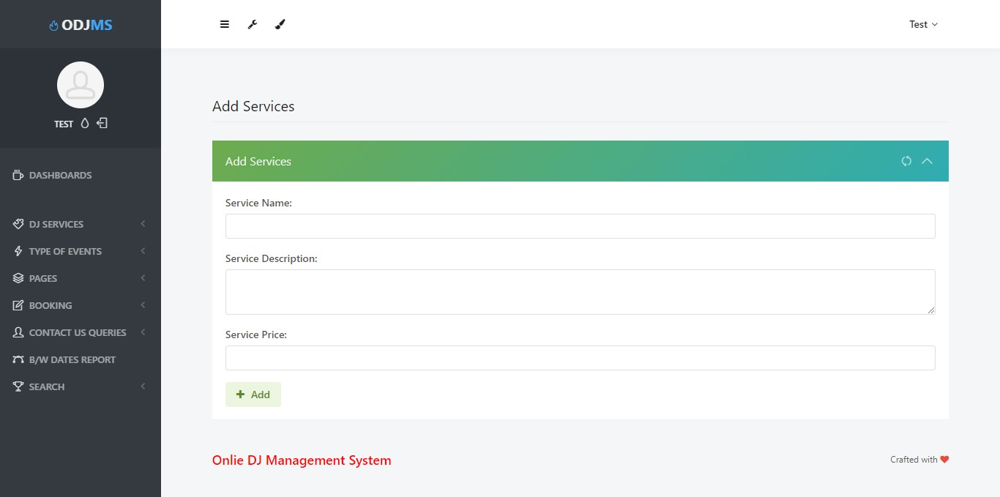 ODJMS
Test
TEST
DASHBOARDS
DJ SERVICES
TYPE OF EVENTS
PAGES
BOOKING
CONTACT US QUERIES
B/W DATES REPORT
SEARCH
Add Services
Add Services
Service Name:
Service Description:
Service Price:
Add
Onlie DJ Management System
Crafted with